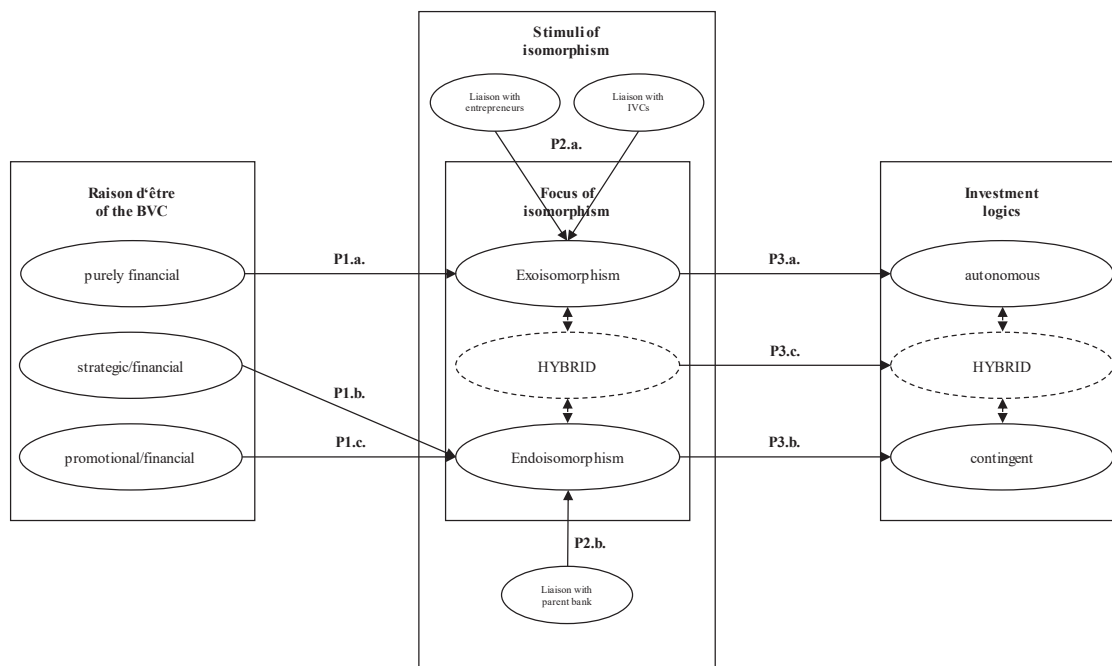 Stimuli of
isomorphism
Liaison with
entrepreneurs
Liaison with
IVCs
P2.a.
Raison d‘être
of the BVC
Focus of
isomorphism
Investment
logics
purely financial
P1.a.
Exoisomorphism
P3.a.
autonomous
strategic/financial
P1.b.
HYBRID
P3.c.
HYBRID
promotional/financial
P1.c.
Endoisomorphism
P3.b.
contingent
P2.b.
Liaison with
parent bank